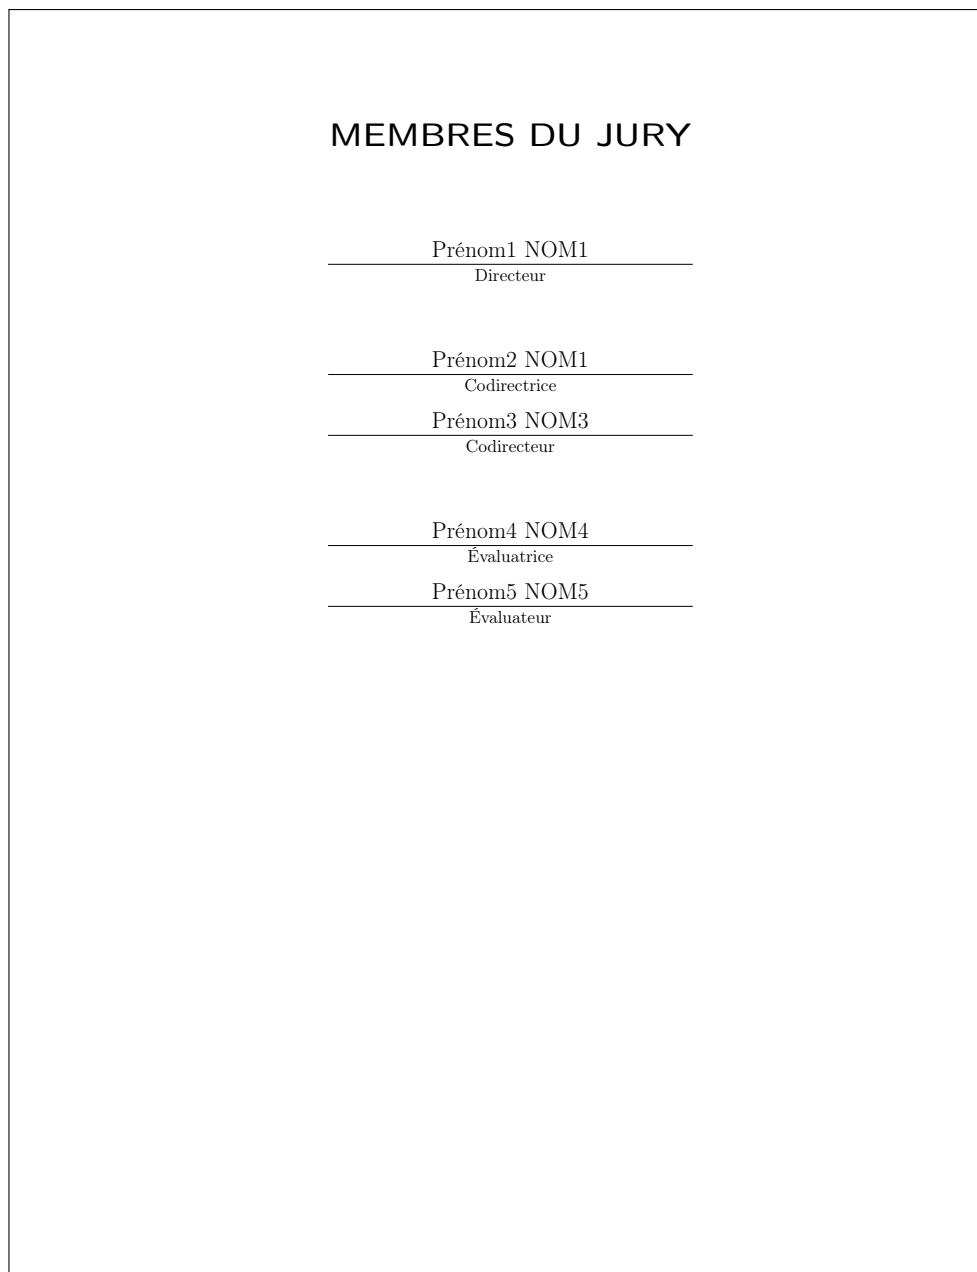 MEMBRES DU JURY
Prénom1 NOM1
Directeur
Prénom2 NOM1
Codirectrice
Prénom3 NOM3
Codirecteur
Prénom4 NOM4
Évaluatrice
Prénom5 NOM5
Évaluateur